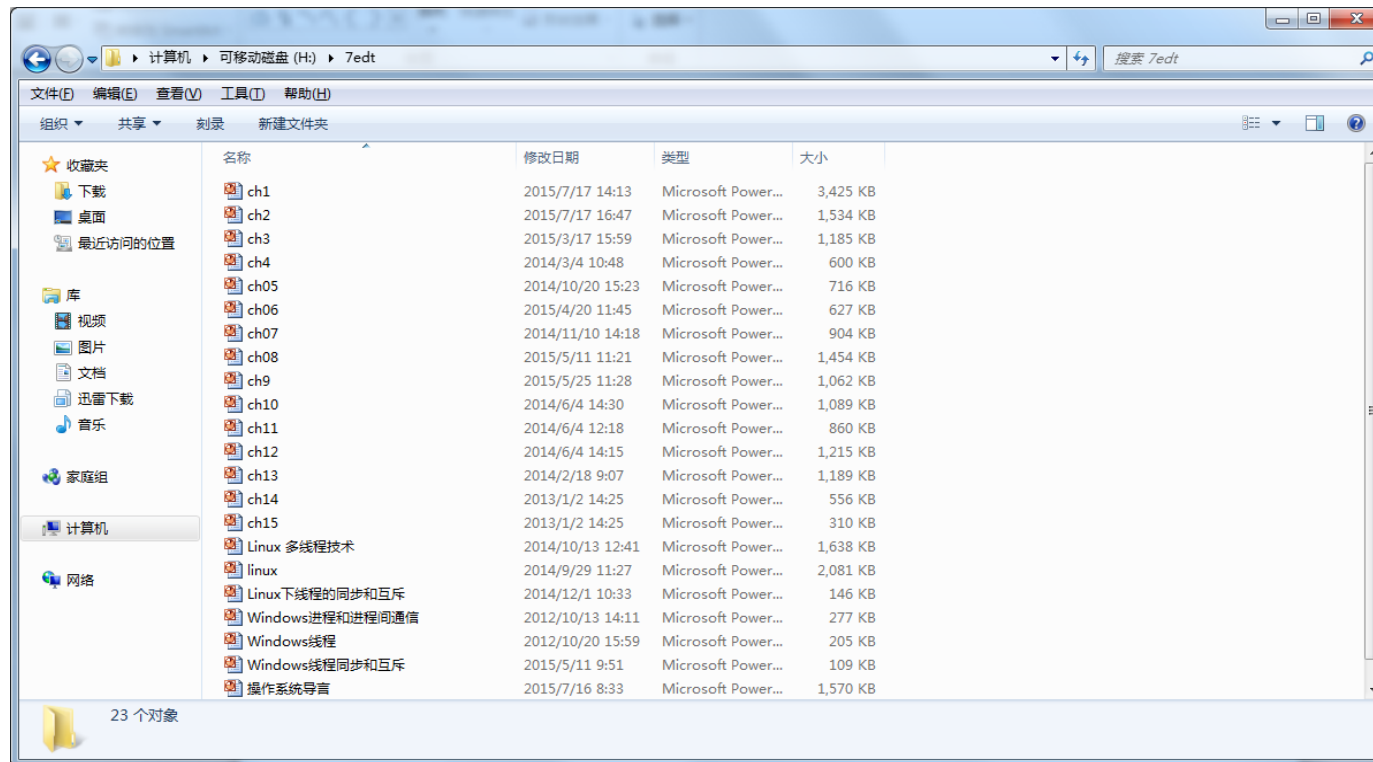 计算机 ▸ 可移动磁盘 (H:) ▸ 7edt
搜索 7edt
文件(F) 编辑(E) 查看(V) 工具(T) 帮助(H)
组织 共享 刻录 新建文件夹
收藏夹
下载
桌面
最近访问的位置
库
视频
图片
文档
迅雷下载
音乐
家庭组
计算机
网络
名称 修改日期 类型 大小
ch1 2015/7/17 14:13 Microsoft Power... 3,425 KB
ch2 2015/7/17 16:47 Microsoft Power... 1,534 KB
ch3 2015/3/17 15:59 Microsoft Power... 1,185 KB
ch4 2014/3/4 10:48 Microsoft Power... 600 KB
ch05 2014/10/20 15:23 Microsoft Power... 716 KB
ch06 2015/4/20 11:45 Microsoft Power... 627 KB
ch07 2014/11/10 14:18 Microsoft Power... 904 KB
ch08 2015/5/11 11:21 Microsoft Power... 1,454 KB
ch9 2015/5/25 11:28 Microsoft Power... 1,062 KB
ch10 2014/6/4 14:30 Microsoft Power... 1,089 KB
ch11 2014/6/4 12:18 Microsoft Power... 860 KB
ch12 2014/6/4 14:15 Microsoft Power... 1,215 KB
ch13 2014/2/18 9:07 Microsoft Power... 1,189 KB
ch14 2013/1/2 14:25 Microsoft Power... 556 KB
ch15 2013/1/2 14:25 Microsoft Power... 310 KB
Linux 多线程技术 2014/10/13 12:41 Microsoft Power... 1,638 KB
linux 2014/9/29 11:27 Microsoft Power... 2,081 KB
Linux下线程的同步和互斥 2014/12/1 10:33 Microsoft Power... 146 KB
Windows进程和进程间通信 2012/10/13 14:11 Microsoft Power... 277 KB
Windows线程 2012/10/20 15:59 Microsoft Power... 205 KB
Windows线程同步和互斥 2015/5/11 9:51 Microsoft Power... 109 KB
操作系统导言 2015/7/16 8:33 Microsoft Power... 1,570 KB
23 个对象